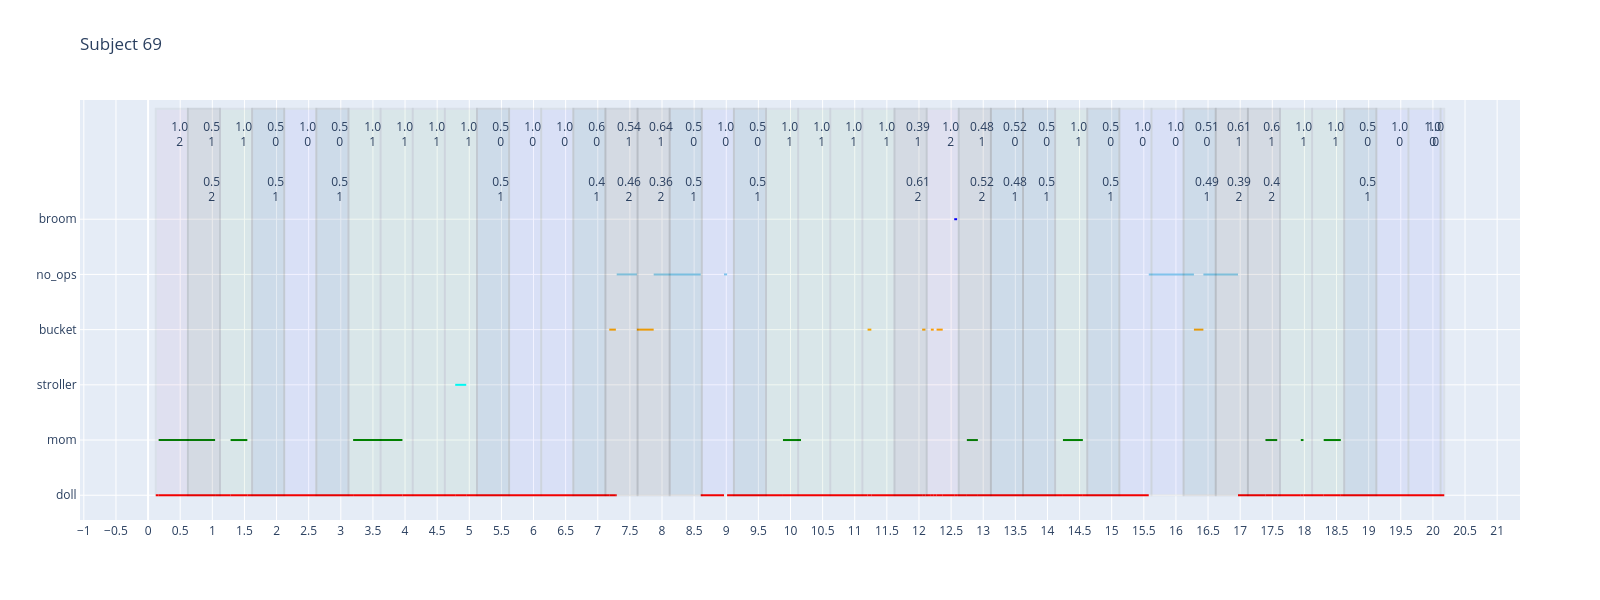 Subject 69
1.0 0.5 1.0 0.5 1.0 0.5 1.0 1.0 1.0 1.0 0.5 1.0 1.0 0.6 0.54 0.64 0.5 1.0 0.5 1.0 1.0 1.0 1.0 0.39 1.0 0.48 0.52 0.5 1.0 0.5 1.0 1.0 0.51 0.61 0.6 1.0 1.0 0.5 1.0 1.0 1.0
2 1 1 0 0 0 1 1 1 1 0 0 0 0 1 1 0 0 0 1 1 1 1 1 2 1 0 0 1 0 0 0 0 1 1 1 1 0 0 0 0
0.5 0.5 0.5 0.5 0.4 0.46 0.36 0.5 0.5 0.61 0.52 0.48 0.5 0.5 0.49 0.39 0.4 0.5
2 1 1 1 1 2 2 1 1 2 2 1 1 1 1 2 2 1
broom
no_ops
bucket
stroller
mom
doll
−1 −0.5 0 0.5 1 1.5 2 2.5 3 3.5 4 4.5 5 5.5 6 6.5 7 7.5 8 8.5 9 9.5 10 10.5 11 11.5 12 12.5 13 13.5 14 14.5 15 15.5 16 16.5 17 17.5 18 18.5 19 19.5 20 20.5 21